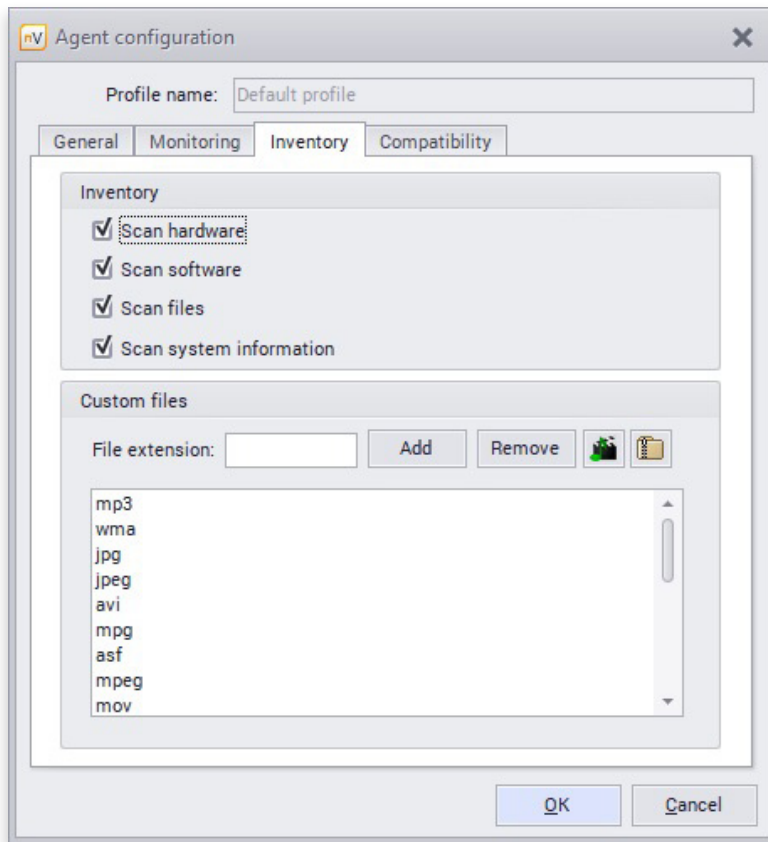 nV Agent configuration
Profile name: Default profile
General Monitoring Inventory Compatibility
Inventory
Scan hardware
Scan software
Scan files
Scan system information
Custom files
File extension: Add Remove
mp3
wma
jpg
jpeg
avi
mpg
asf
mpeg
mov
OK Cancel